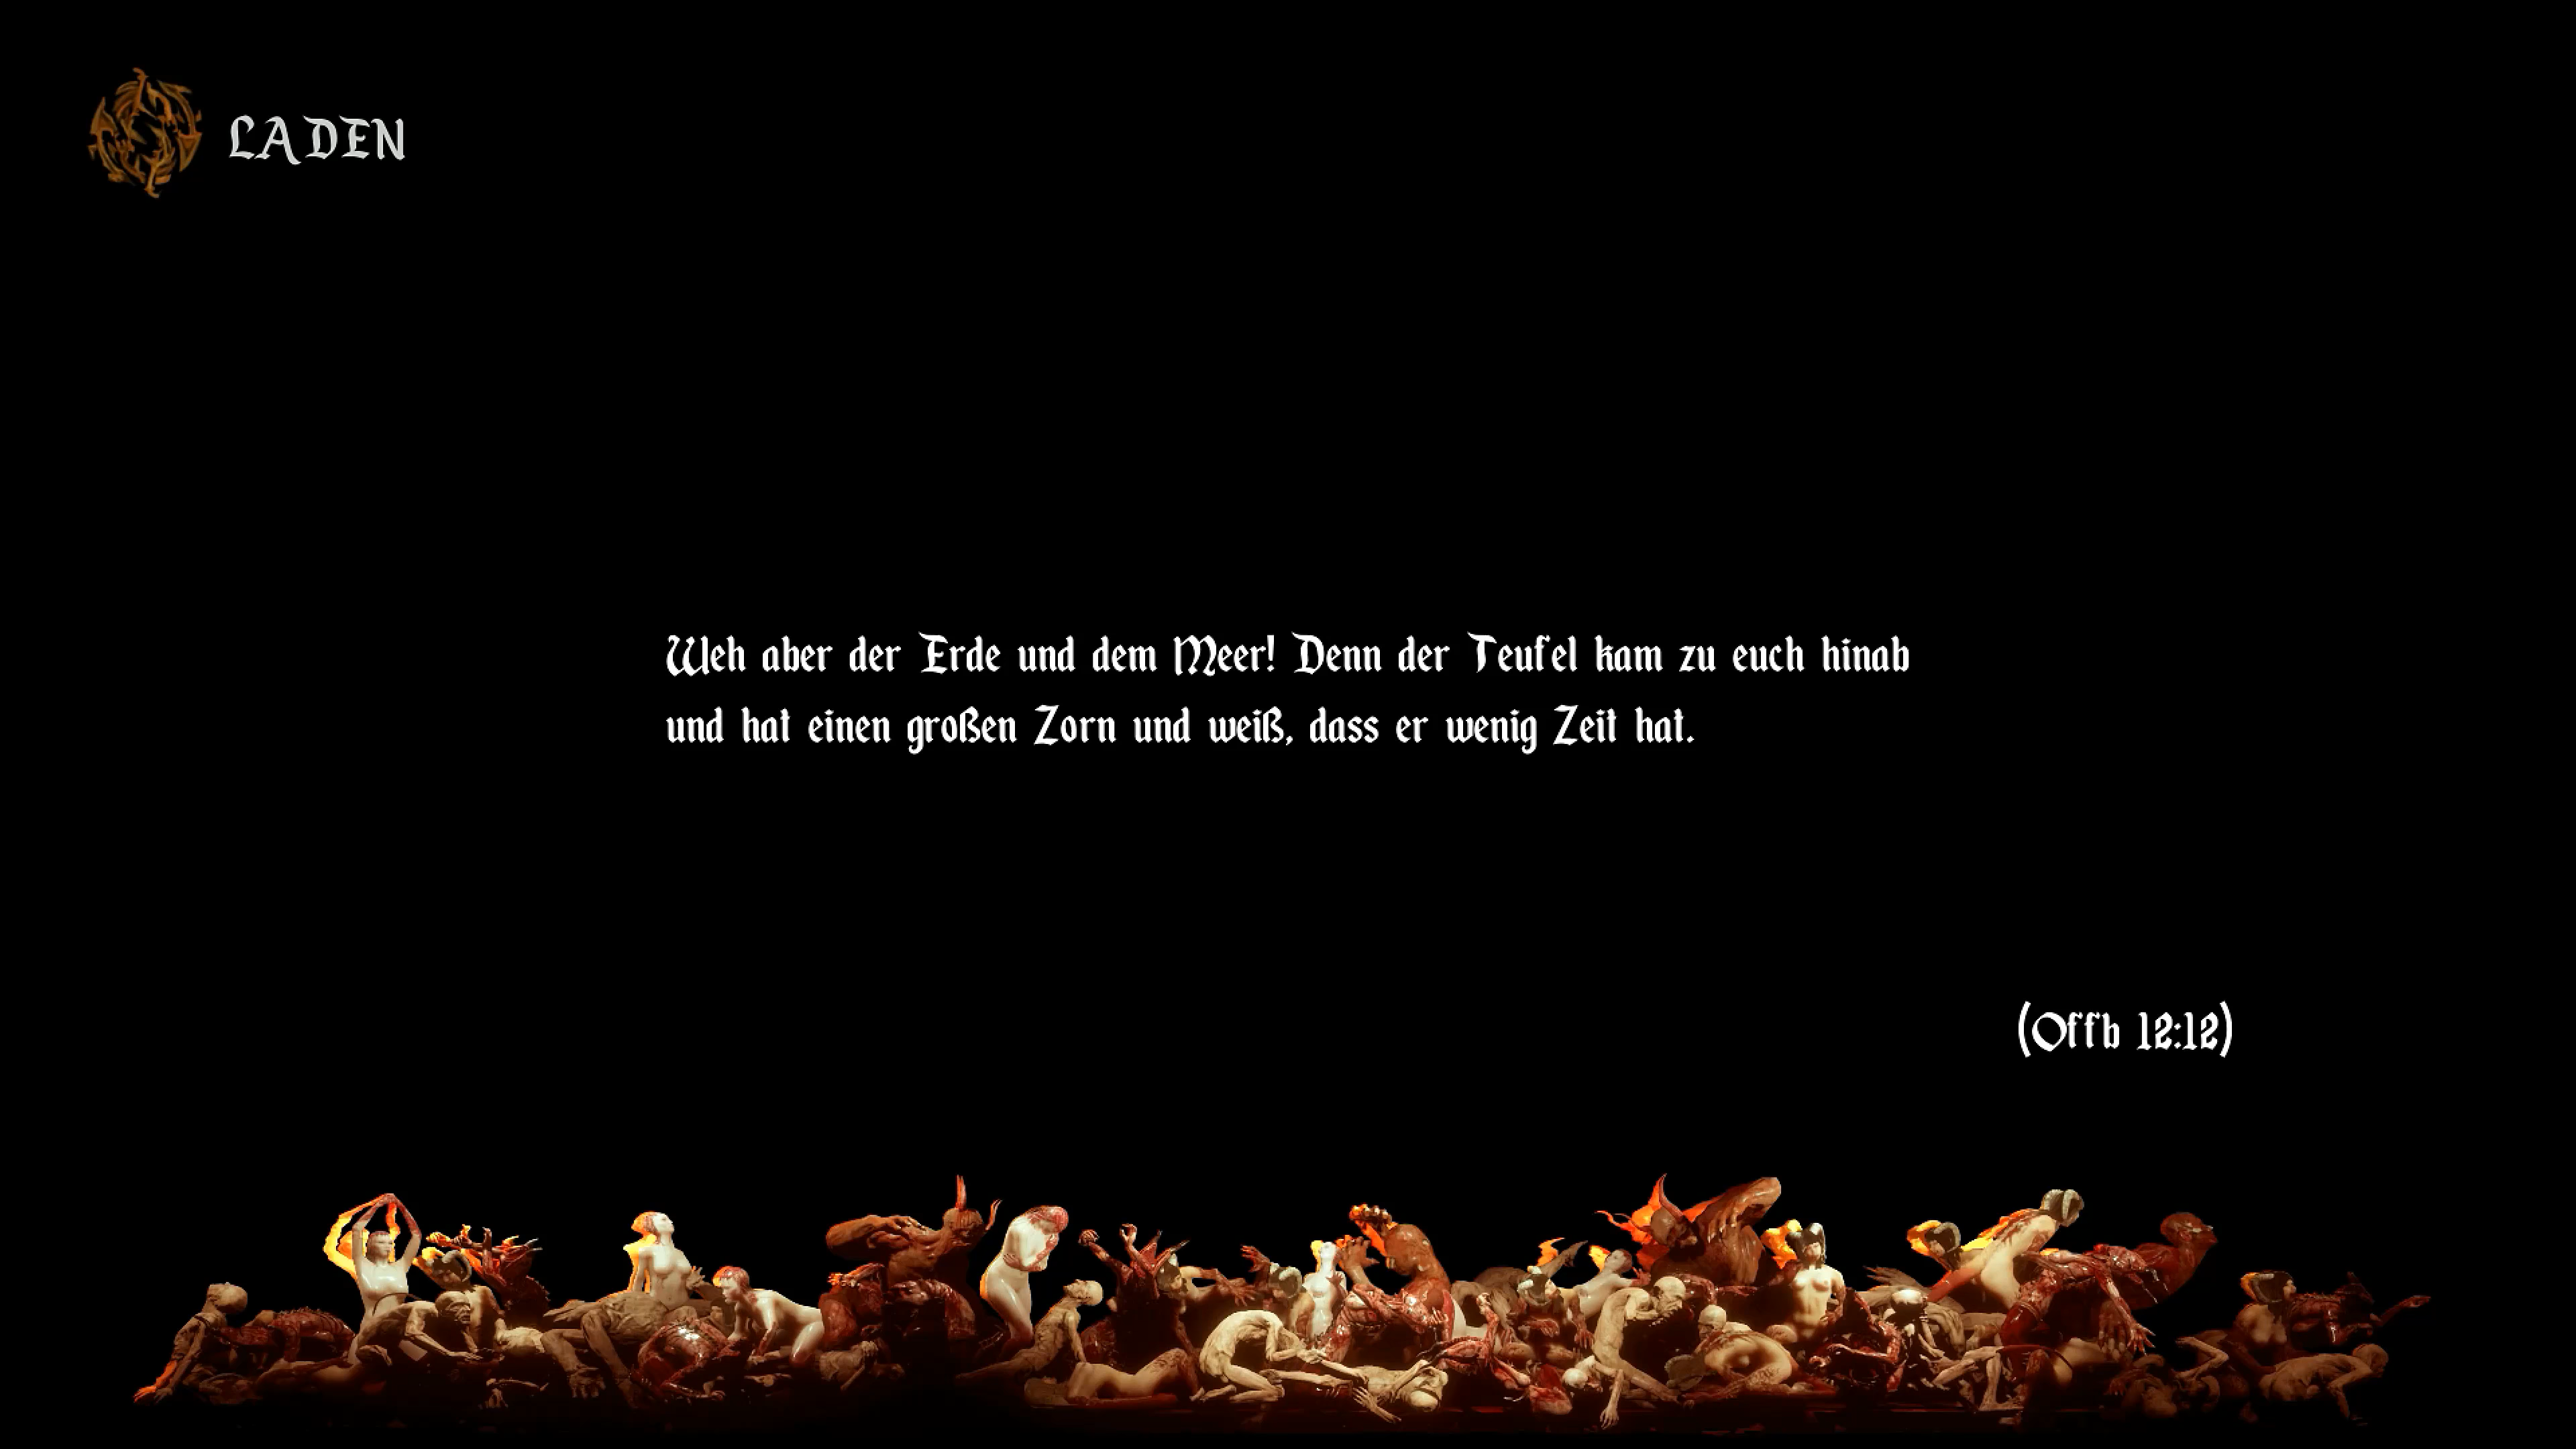 LADEN
Weh aber der Erde und dem Meer! Denn der Teufel kam zu euch hinab
und hat einen großen Zorn und weiß, dass er wenig Zeit hat.
(Offb 12:12)